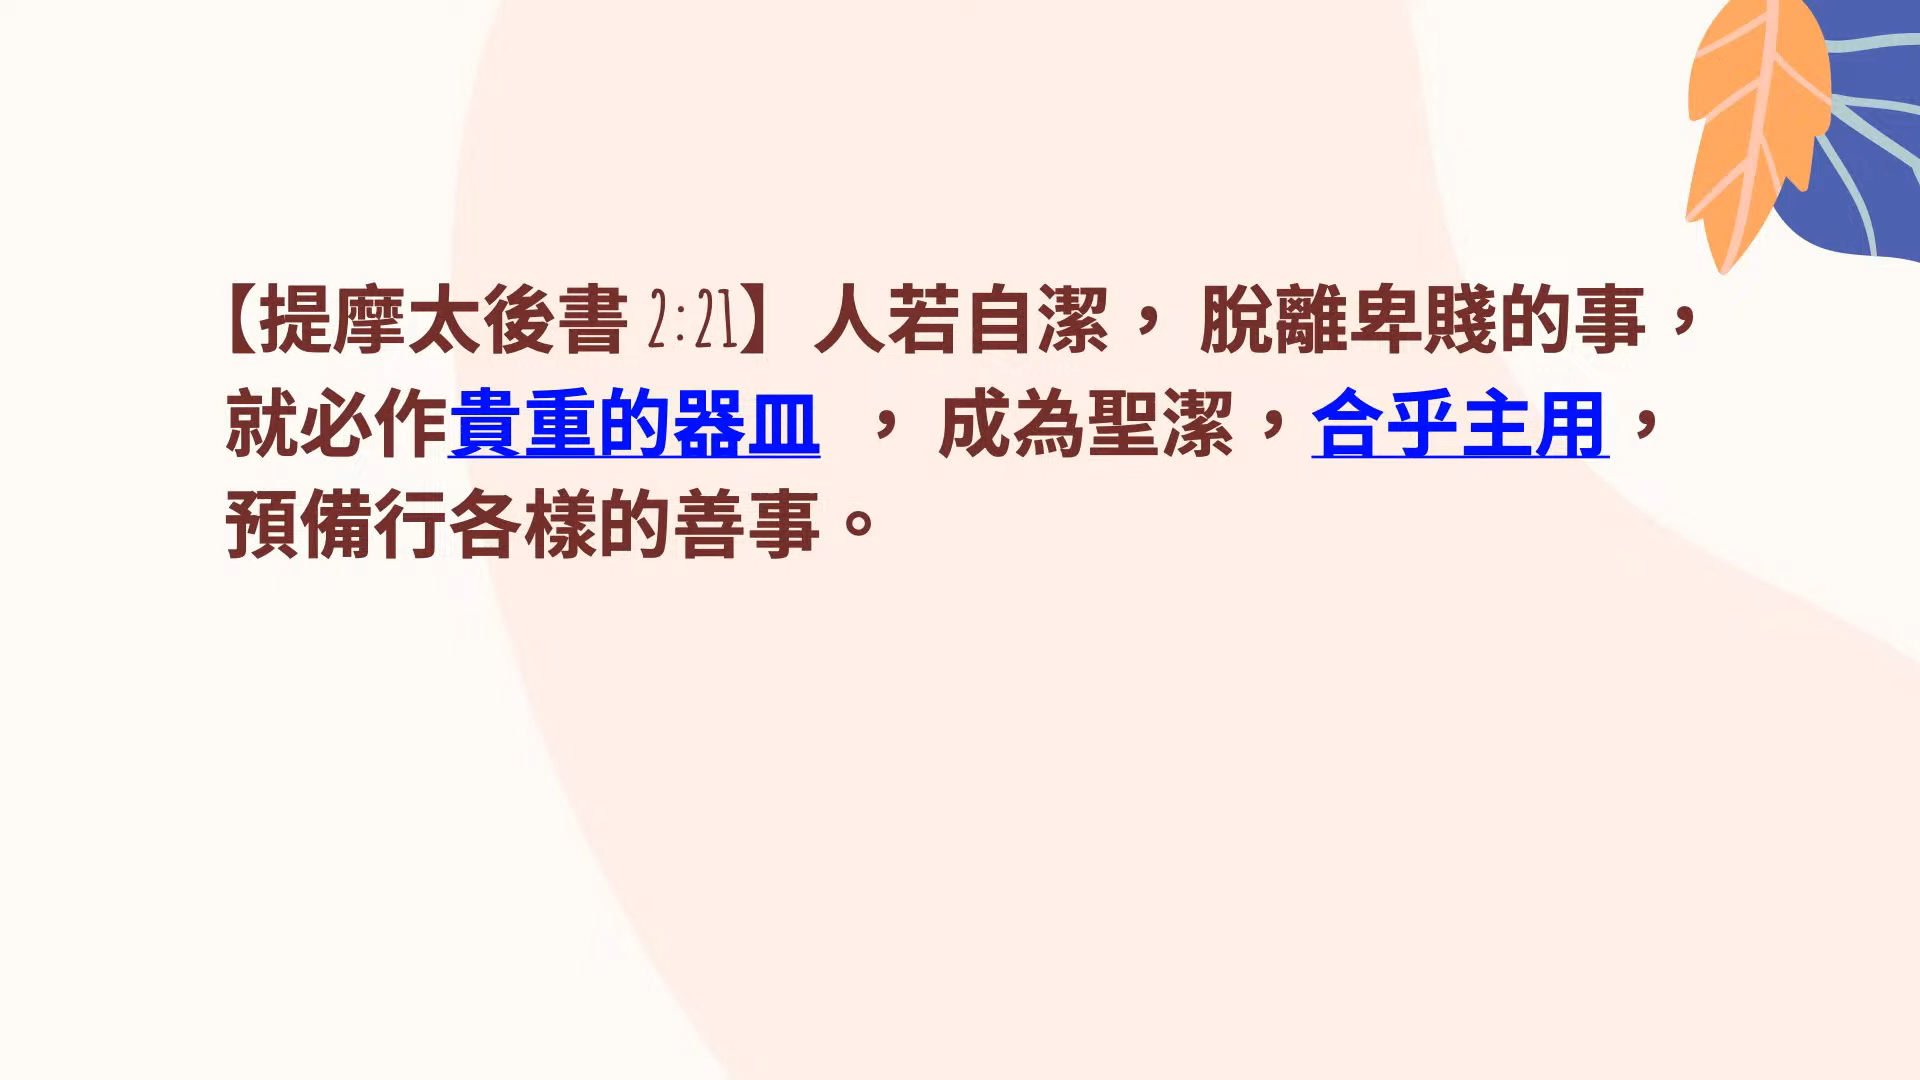 【提摩太後書 2:21】 人若自潔， 脫離卑賤的事，
就必作貴重的器皿 ， 成為聖潔，合乎主用，
預備行各樣的善事。